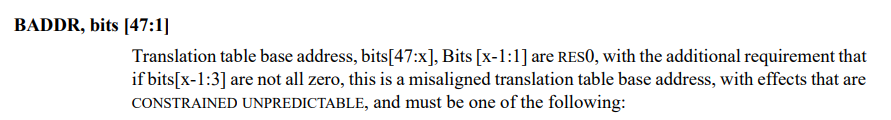 BADDR, bits [47:1]
Translation table base address, bits[47:x], Bits [x-1:1] are RES0, with the additional requirement that
if bits[x-1:3] are not all zero, this is a misaligned translation table base address, with effects that are
CONSTRAINED UNPREDICTABLE, and must be one of the following: